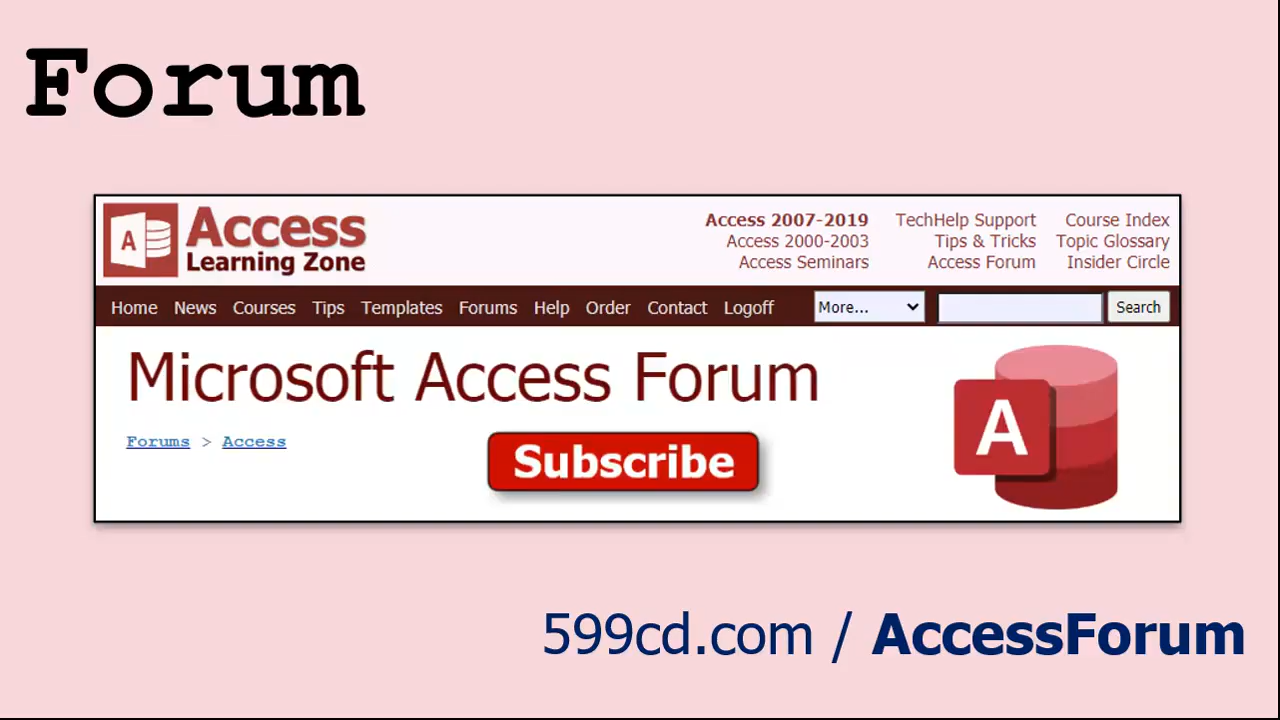 Forum
A
Access
Learning Zone
Access 2007-2019 TechHelp Support Course Index
Access 2000-2003 Tips & Tricks Topic Glossary
Access Seminars Access Forum Insider Circle
Home News Courses Tips Templates Forums Help Order Contact Logoff More... Search
Microsoft Access Forum
Forums > Access
Subscribe
A
599cd.com / AccessForum